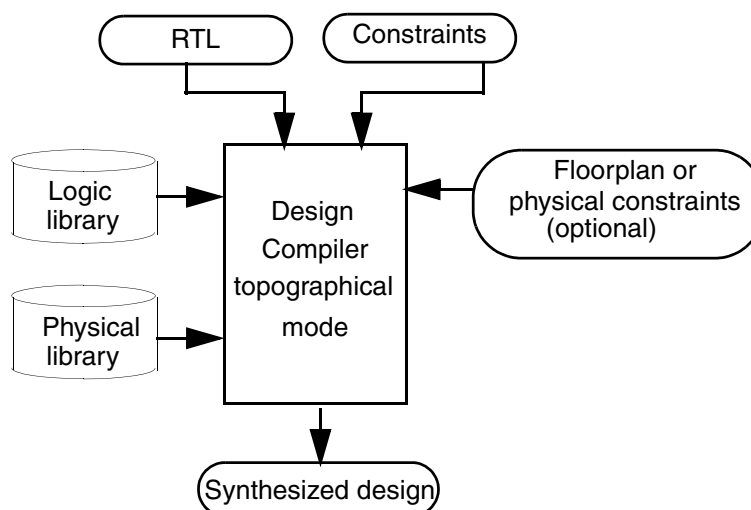 RTL
Constraints
Logic
library
Design
Compiler
topographical
mode
Floorplan or
physical constraints
(optional)
Physical
library
Synthesized design